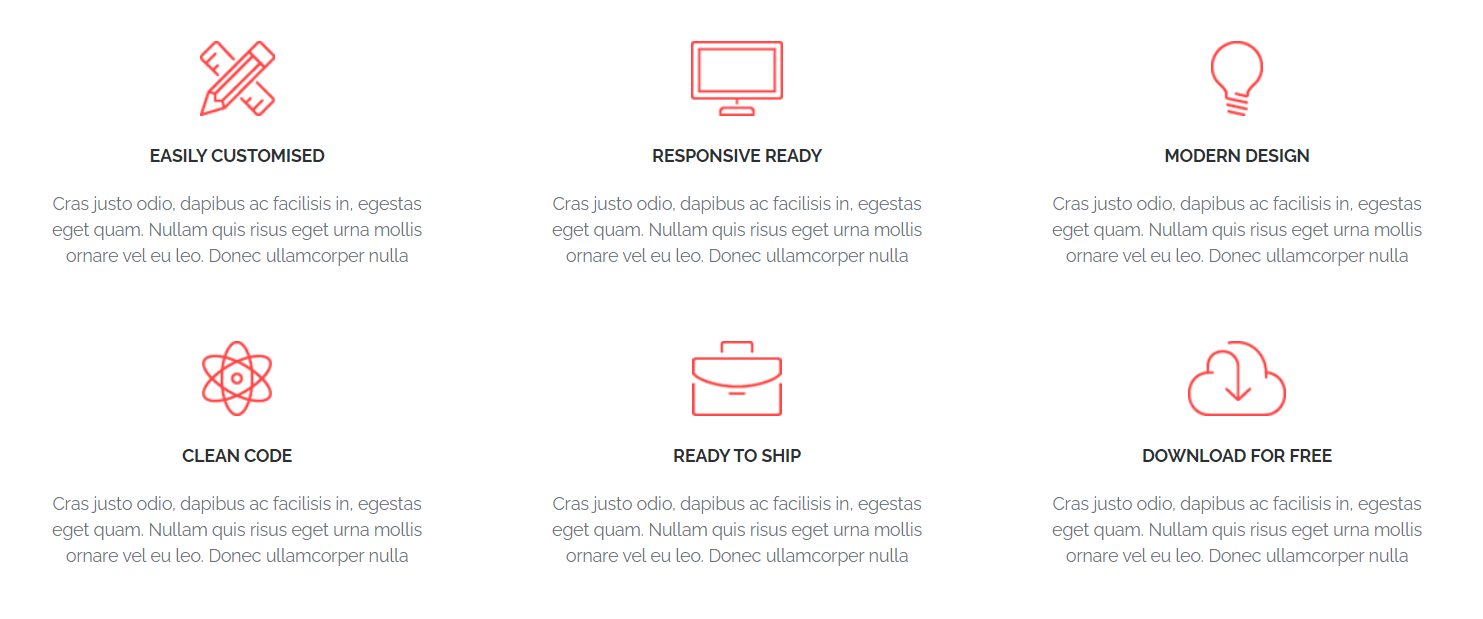 EASILY CUSTOMISED
Cras justo odio, dapibus ac facilisis in, egestas
eget quam. Nullam quis risus eget urna mollis
ornare vel eu leo. Donec ullamcorper nulla
RESPONSIVE READY
Cras justo odio, dapibus ac facilisis in, egestas
eget quam. Nullam quis risus eget urna mollis
ornare vel eu leo. Donec ullamcorper nulla
MODERN DESIGN
Cras justo odio, dapibus ac facilisis in, egestas
eget quam. Nullam quis risus eget urna mollis
ornare vel eu leo. Donec ullamcorper nulla
CLEAN CODE
Cras justo odio, dapibus ac facilisis in, egestas
eget quam. Nullam quis risus eget urna mollis
ornare vel eu leo. Donec ullamcorper nulla
READY TO SHIP
Cras justo odio, dapibus ac facilisis in, egestas
eget quam. Nullam quis risus eget urna mollis
ornare vel eu leo. Donec ullamcorper nulla
DOWNLOAD FOR FREE
Cras justo odio, dapibus ac facilisis in, egestas
eget quam. Nullam quis risus eget urna mollis
ornare vel eu leo. Donec ullamcorper nulla